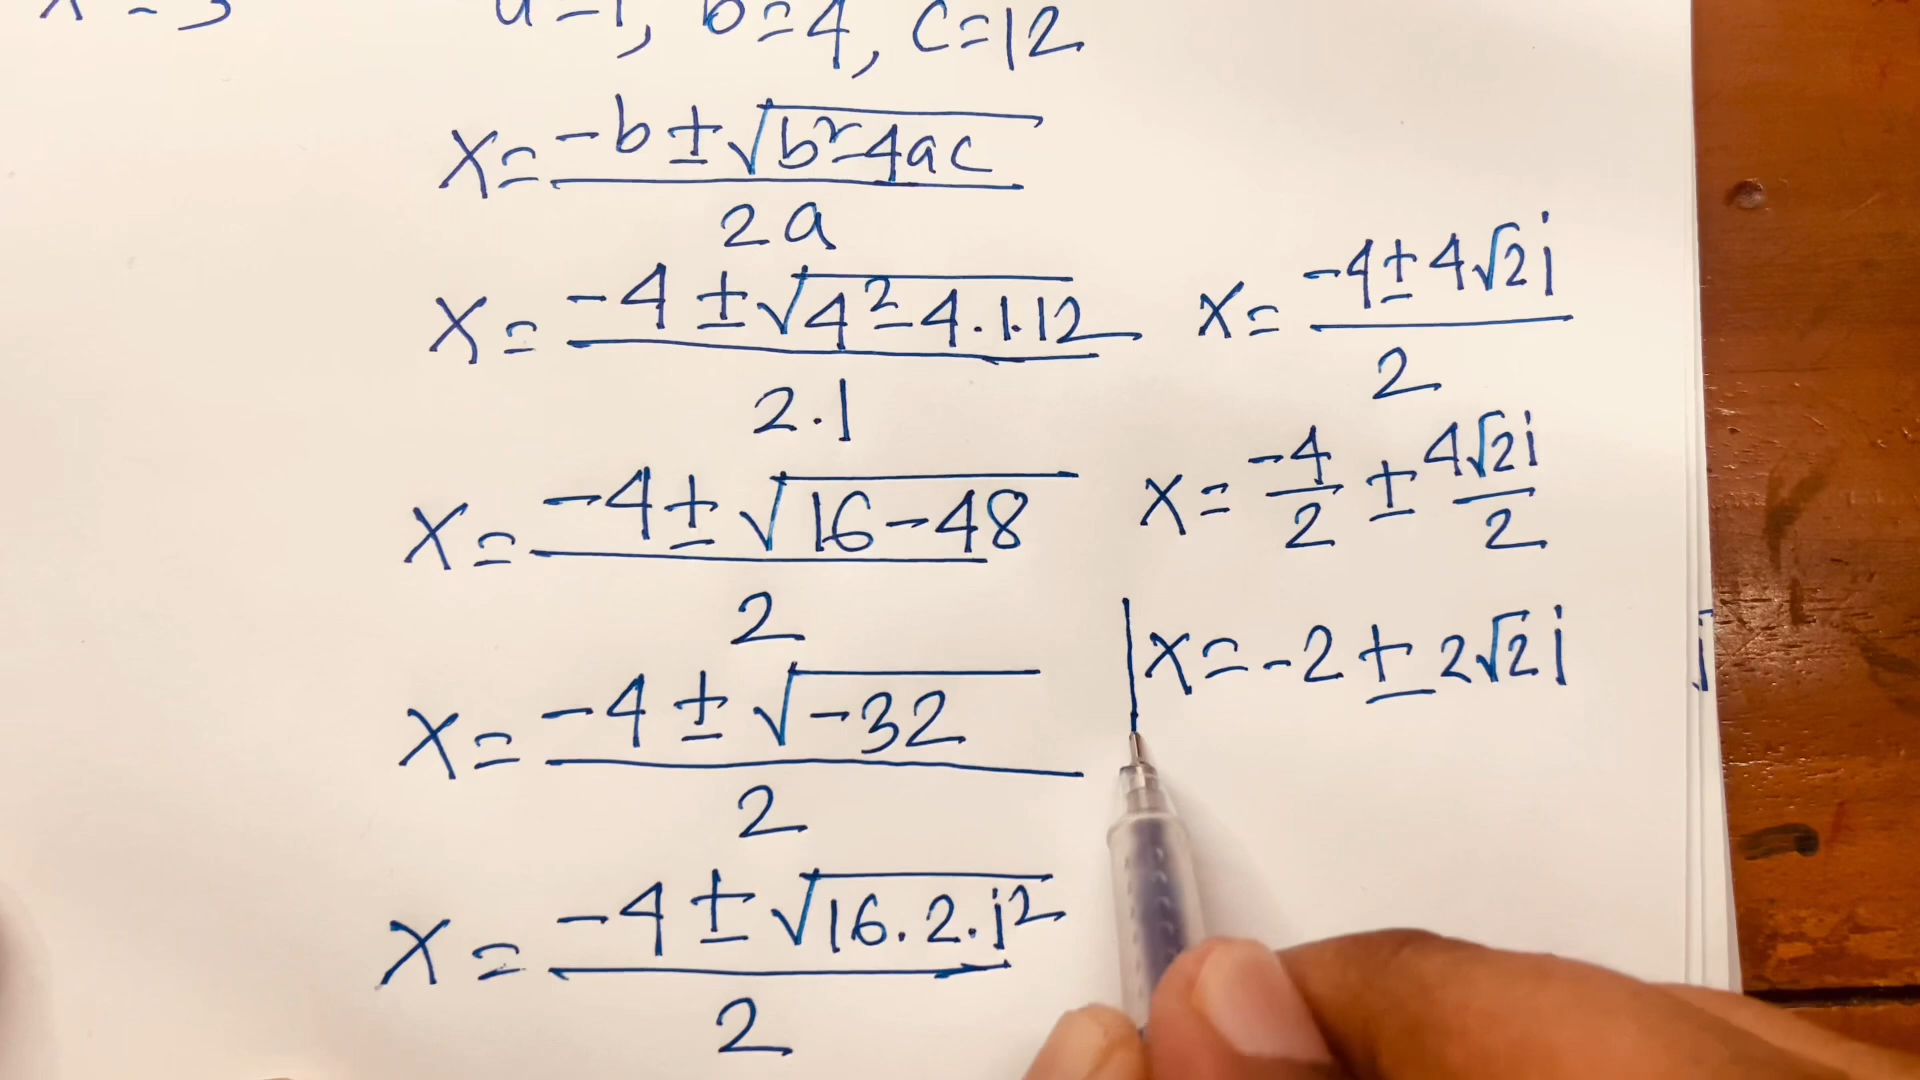 x = 3
a=1, b=4, c=12
x= -b±√b²-4ac / 2a
x= -4±√4²-4.1.12 / 2.1
x= -4±√16-48 / 2
x= -4±√-32 / 2
x= -4±√16.2.i² / 2
x= -4±4√2i / 2
x= -4/2 ± 4√2i/2
x=-2±2√2i